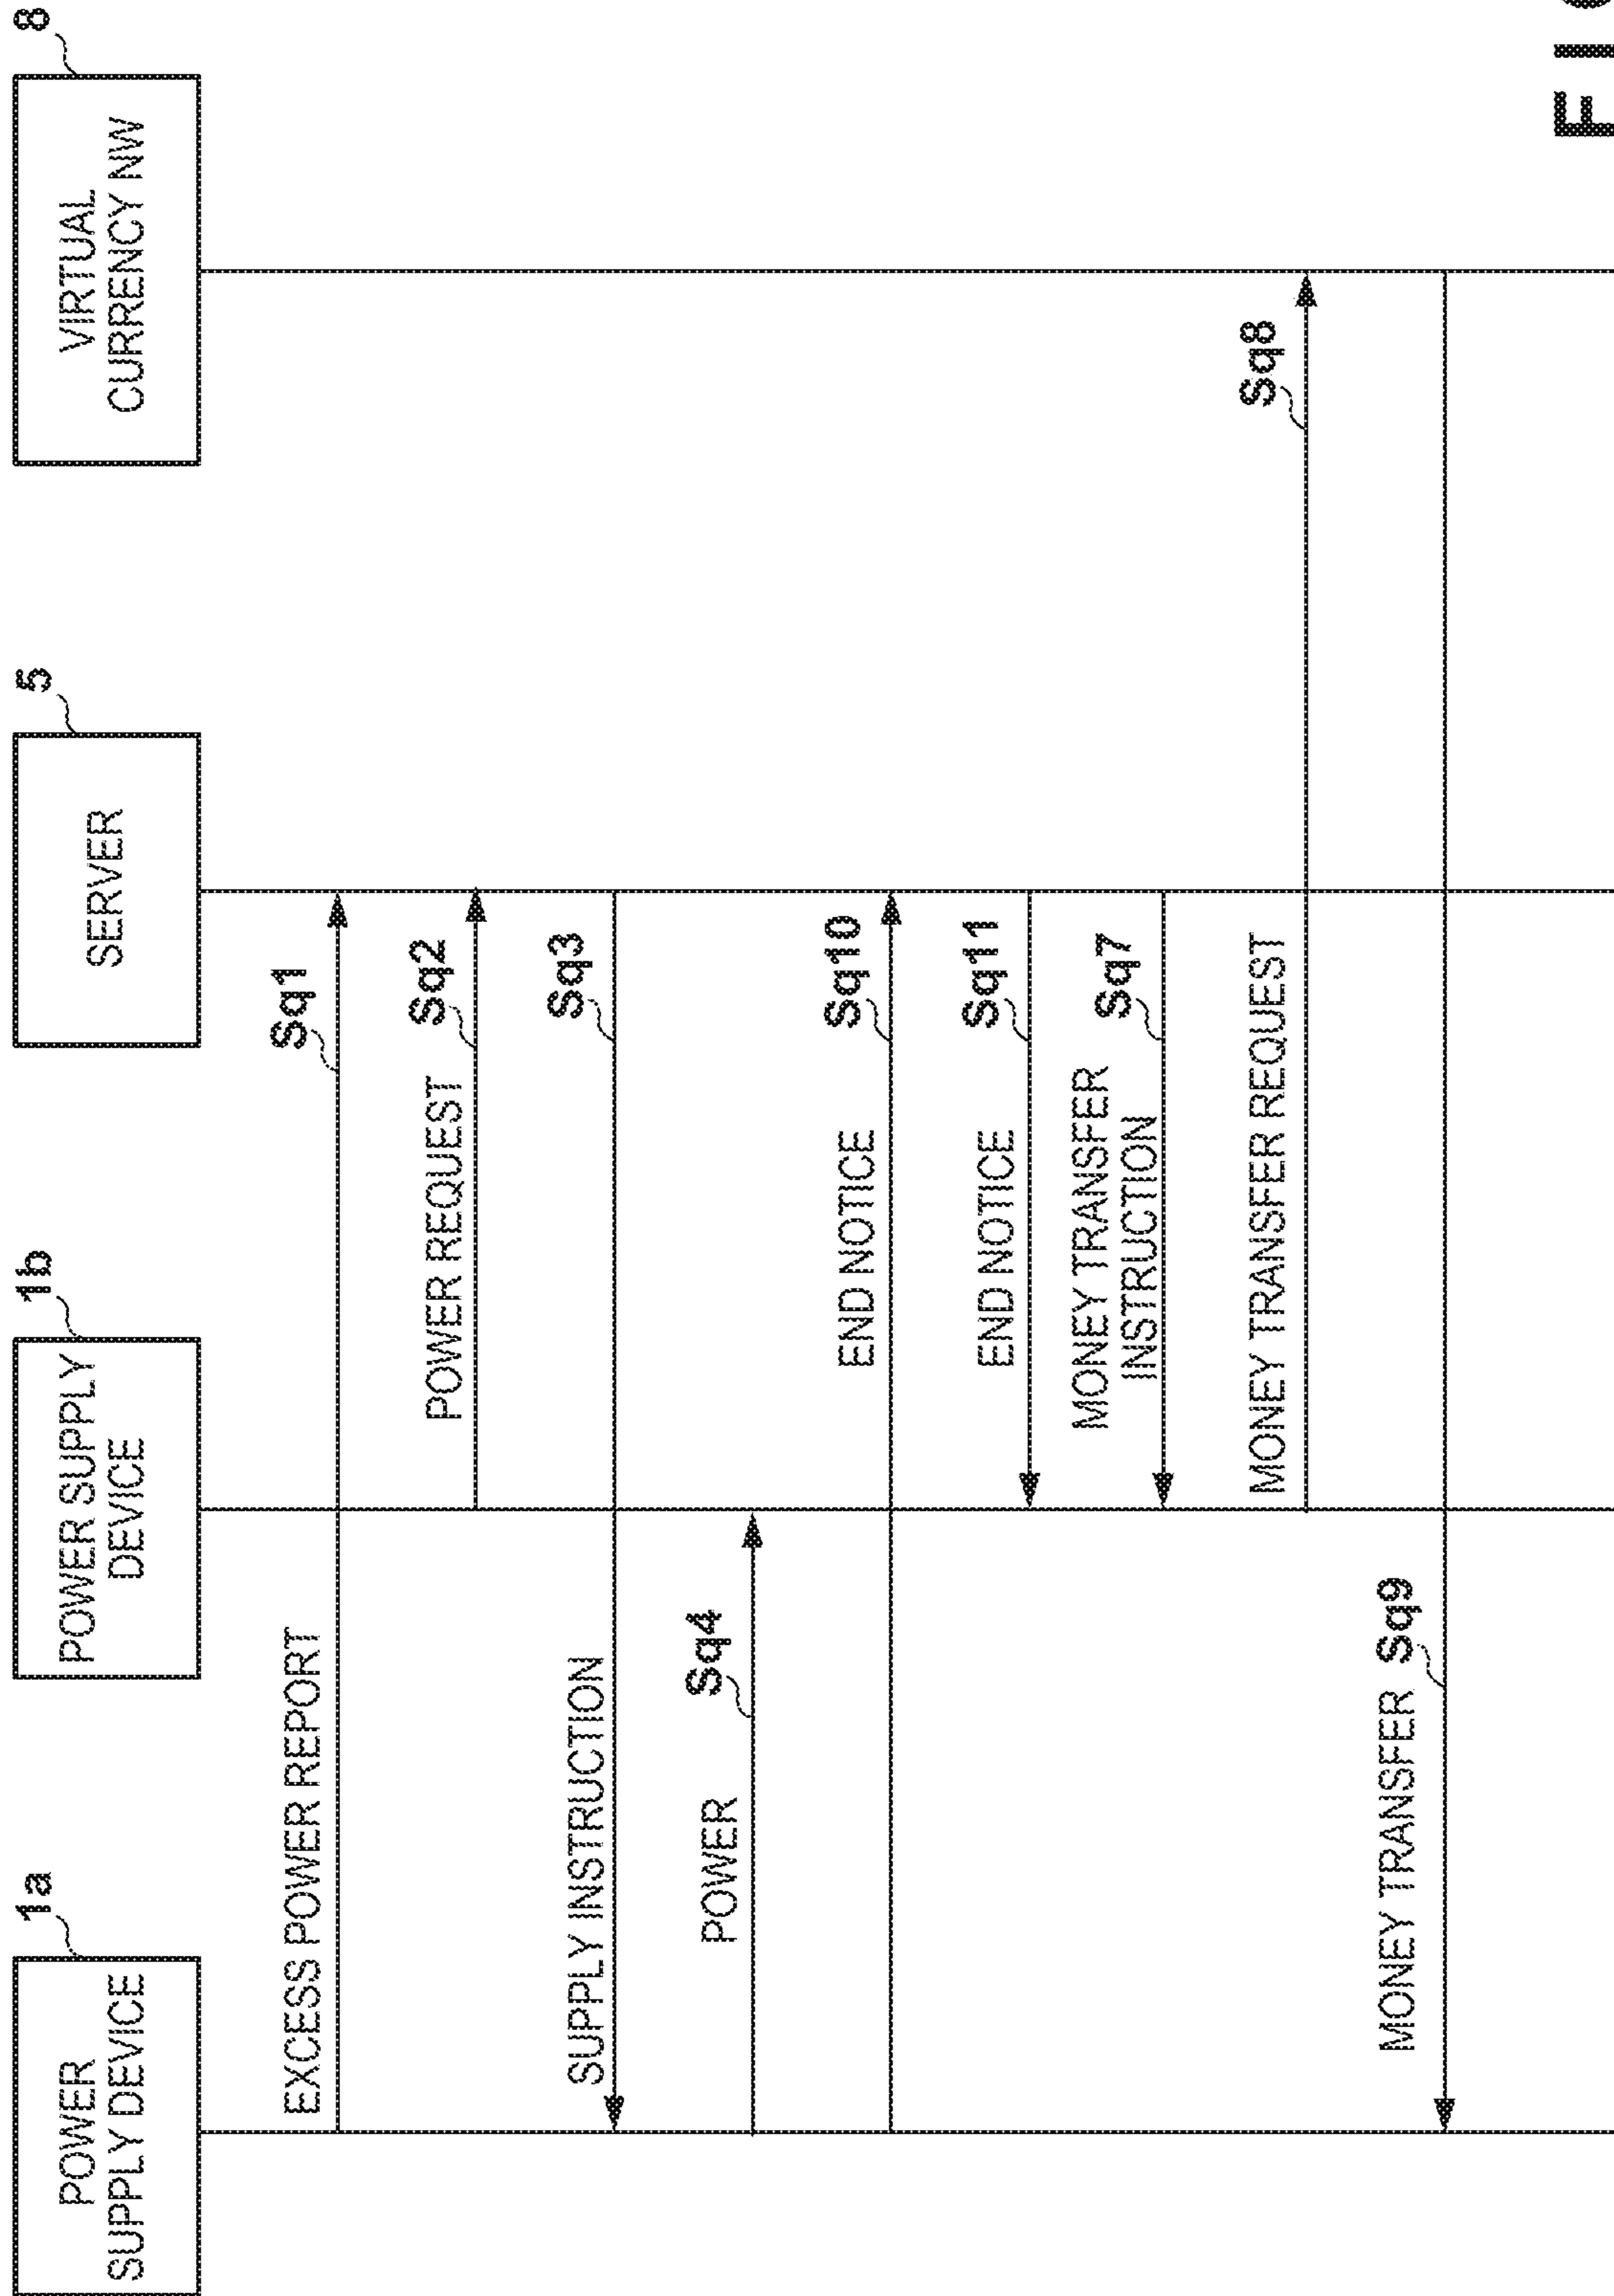 1a
POWER
SUPPLY DEVICE
1b
POWER SUPPLY
DEVICE
5
SERVER
8
VIRTUAL
CURRENCY NW
EXCESS POWER REPORT
Sq1
POWER REQUEST
Sq2
SUPPLY INSTRUCTION
Sq3
POWER
Sq4
END NOTICE
Sq10
END NOTICE
Sq11
MONEY TRANSFER
INSTRUCTION
Sq7
MONEY TRANSFER REQUEST
Sq8
MONEY TRANSFER
Sq9